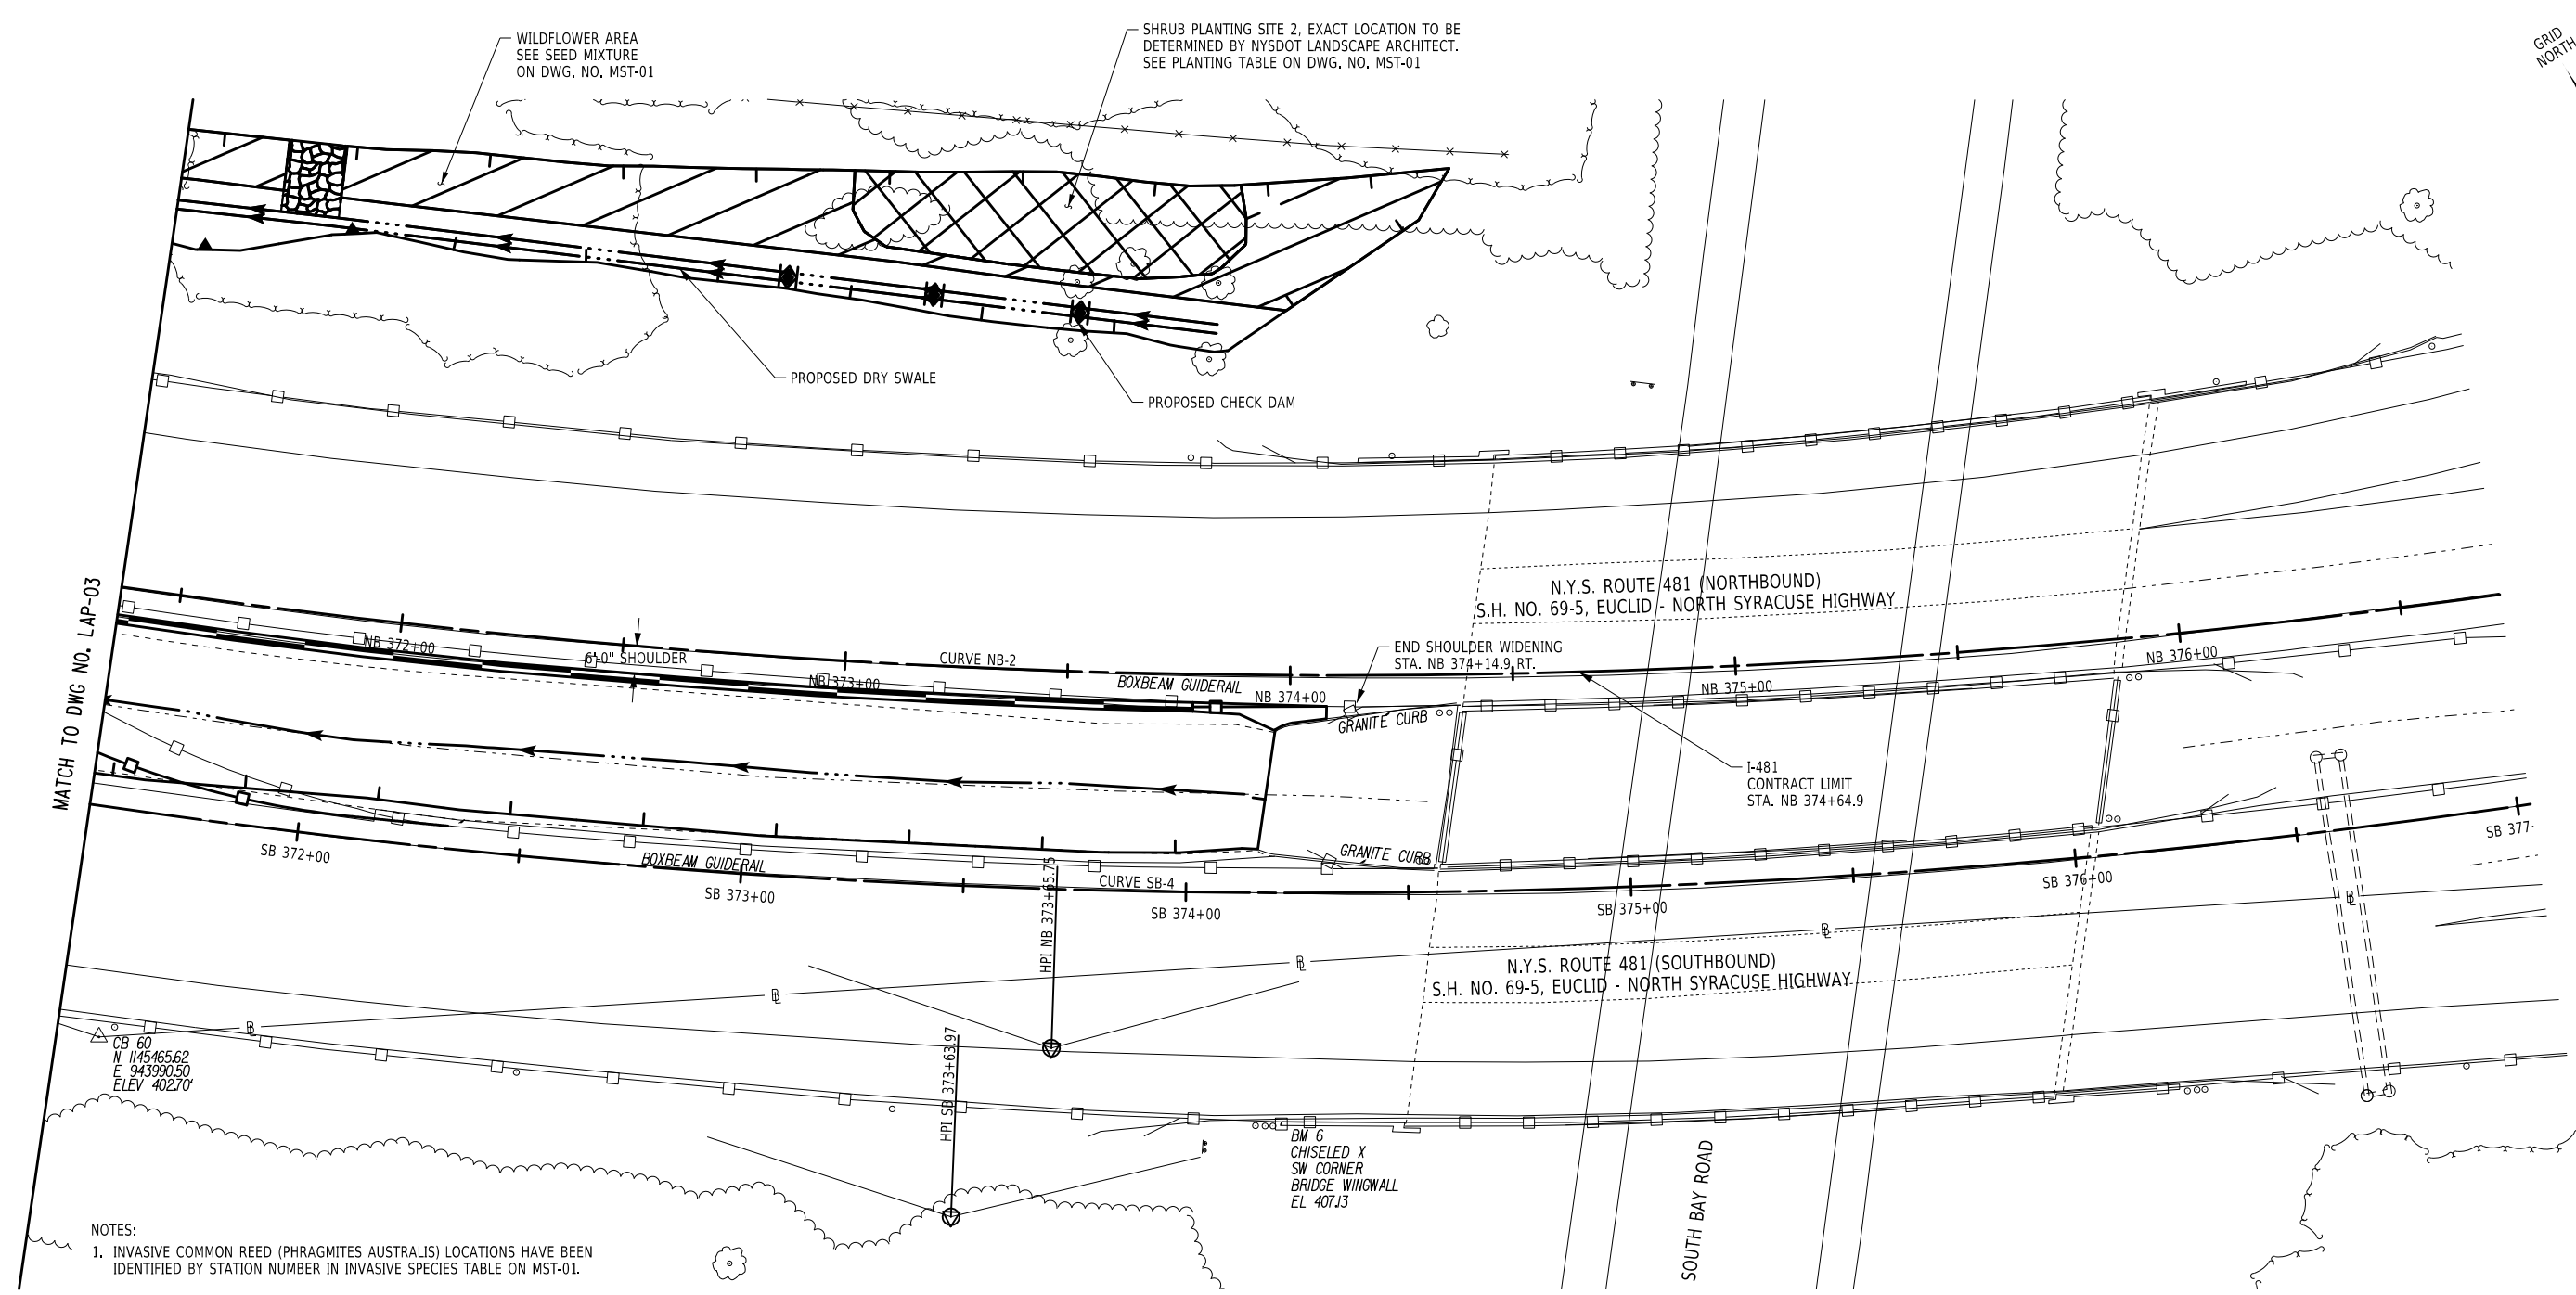 WILDFLOWER AREA
SEE SEED MIXTURE
ON DWG. NO. MST-01
SHRUB PLANTING SITE 2, EXACT LOCATION TO BE
DETERMINED BY NYSDOT LANDSCAPE ARCHITECT.
SEE PLANTING TABLE ON DWG. NO. MST-01
GRID
NORTH
PROPOSED DRY SWALE
PROPOSED CHECK DAM
MATCH TO DWG NO. LAP-03
N.Y.S. ROUTE 481 (NORTHBOUND)
S.H. NO. 69-5, EUCLID - NORTH SYRACUSE HIGHWAY
NB 372+00
6'-0" SHOULDER
NB 373+00
CURVE NB-2
BOXBEAM GUIDERAIL
NB 374+00
END SHOULDER WIDENING
STA. NB 374+14.9 RT.
GRANITE CURB
NB 375+00
NB 376+00
I-481
CONTRACT LIMIT
STA. NB 374+64.9
SB 372+00
BOXBEAM GUIDERAIL
SB 373+00
HPI NB 373+65.75
CURVE SB-4
SB 374+00
GRANITE CURB
SB 375+00
SB 376+00
SB 377
N.Y.S. ROUTE 481 (SOUTHBOUND)
S.H. NO. 69-5, EUCLID - NORTH SYRACUSE HIGHWAY
CB 60
N 1145465.62
E 943990.50
ELEV 402.70'
HPI SB 373+63.97
BM 6
CHISELED X
SW CORNER
BRIDGE WINGWALL
EL 407.13
SOUTH BAY ROAD
NOTES:
1. INVASIVE COMMON REED (PHRAGMITES AUSTRALIS) LOCATIONS HAVE BEEN
IDENTIFIED BY STATION NUMBER IN INVASIVE SPECIES TABLE ON MST-01.